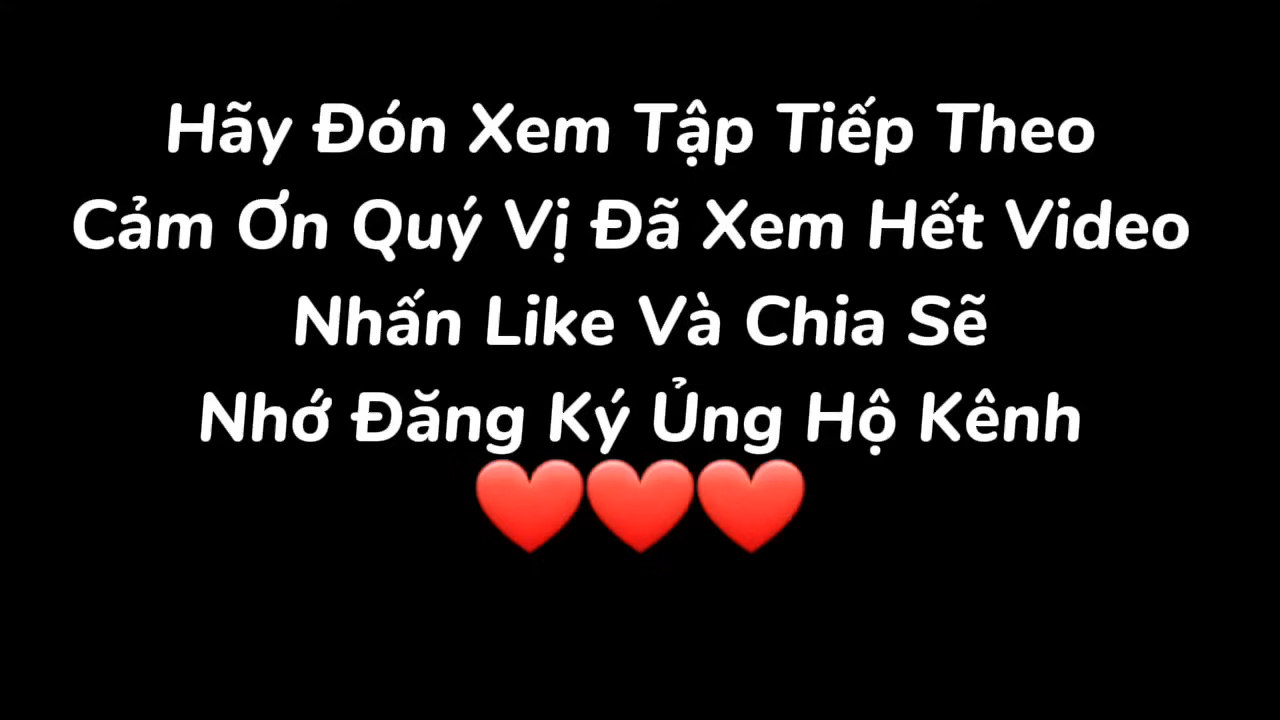 Hãy Đón Xem Tập Tiếp Theo
Cảm Ơn Quý Vị Đã Xem Hết Video
Nhấn Like Và Chia Sẽ
Nhớ Đăng Ký Ủng Hộ Kênh
❤️❤️❤️